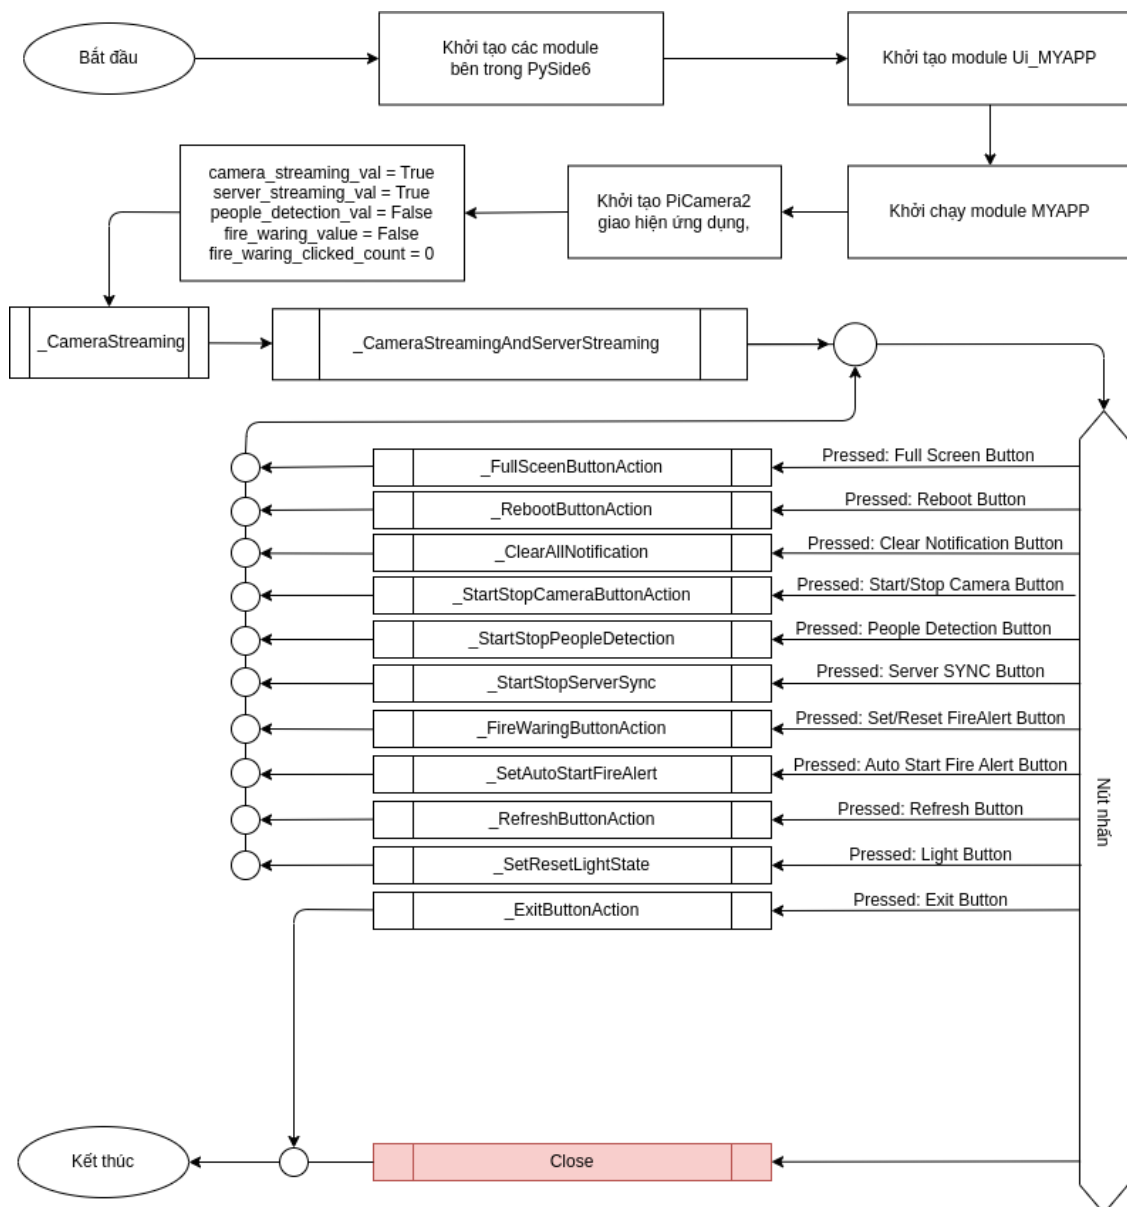 Bắt đầu
Khởi tạo các module
bên trong PySide6
Khởi tạo module Ui_MYAPP
camera_streaming_val = True
server_streaming_val = True
people_detection_val = False
fire_waring_value = False
fire_waring_clicked_count = 0
Khởi tạo PiCamera2
giao hiện ứng dụng,
Khởi chạy module MYAPP
_CameraStreaming
_CameraStreamingAndServerStreaming
_FullSceenButtonAction
Pressed: Full Screen Button
_RebootButtonAction
Pressed: Reboot Button
_ClearAllNotification
Pressed: Clear Notification Button
_StartStopCameraButtonAction
Pressed: Start/Stop Camera Button
_StartStopPeopleDetection
Pressed: People Detection Button
_StartStopServerSync
Pressed: Server SYNC Button
_FireWaringButtonAction
Pressed: Set/Reset FireAlert Button
_SetAutoStartFireAlert
Pressed: Auto Start Fire Alert Button
_RefreshButtonAction
Pressed: Refresh Button
_SetResetLightState
Pressed: Light Button
_ExitButtonAction
Pressed: Exit Button
Nút nhấn
Kết thúc
Close